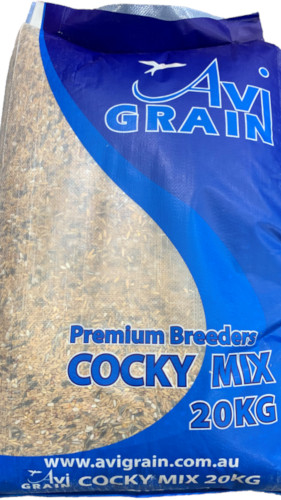 Avi
GRAIN
Premium Breeders
COCKY MIX
20KG
www.avigrain.com.au
Avi
GRAIN COCKY MIX 20KG